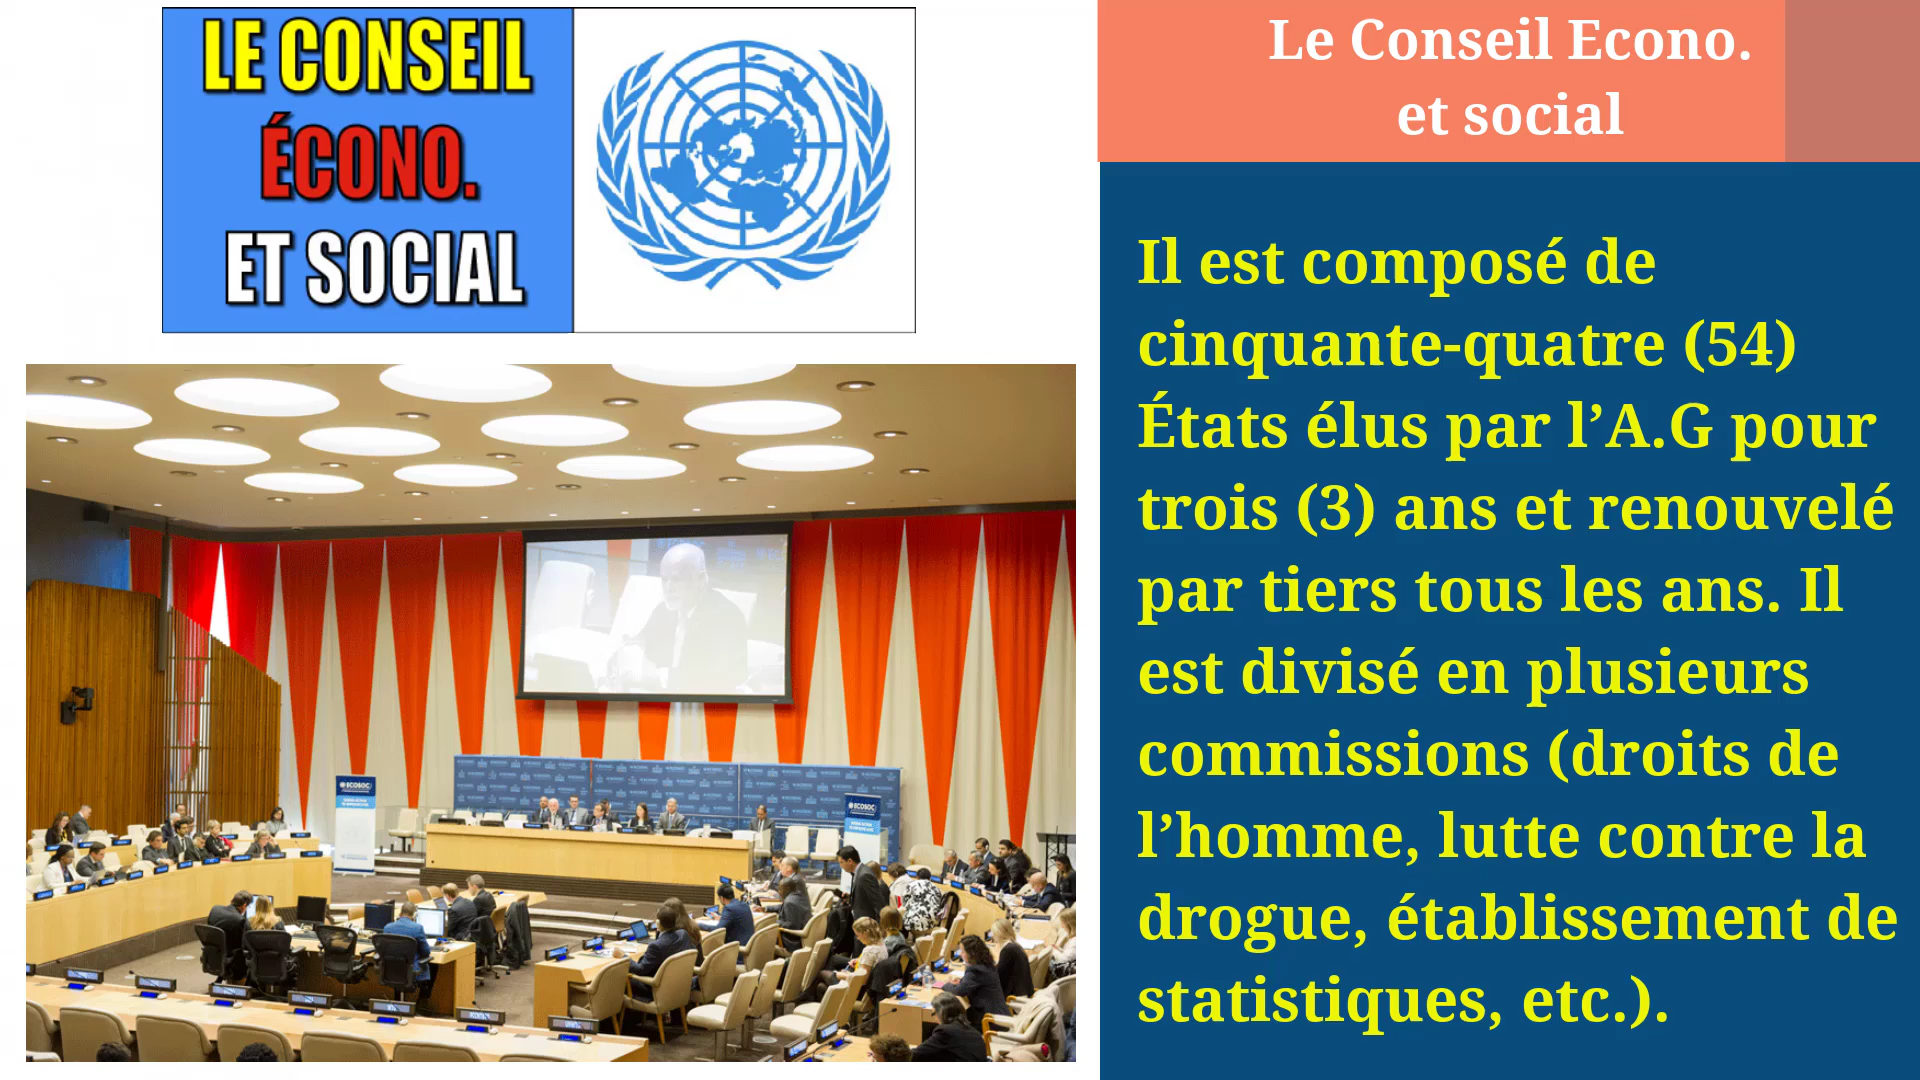 LE CONSEIL
ÉCONO.
ET SOCIAL
Le Conseil Econo.
et social
Il est composé de
cinquante-quatre (54)
États élus par l’A.G pour
trois (3) ans et renouvelé
par tiers tous les ans. Il
est divisé en plusieurs
commissions (droits de
l’homme, lutte contre la
drogue, établissement de
statistiques, etc.).
ECOSOC
ECOSOC